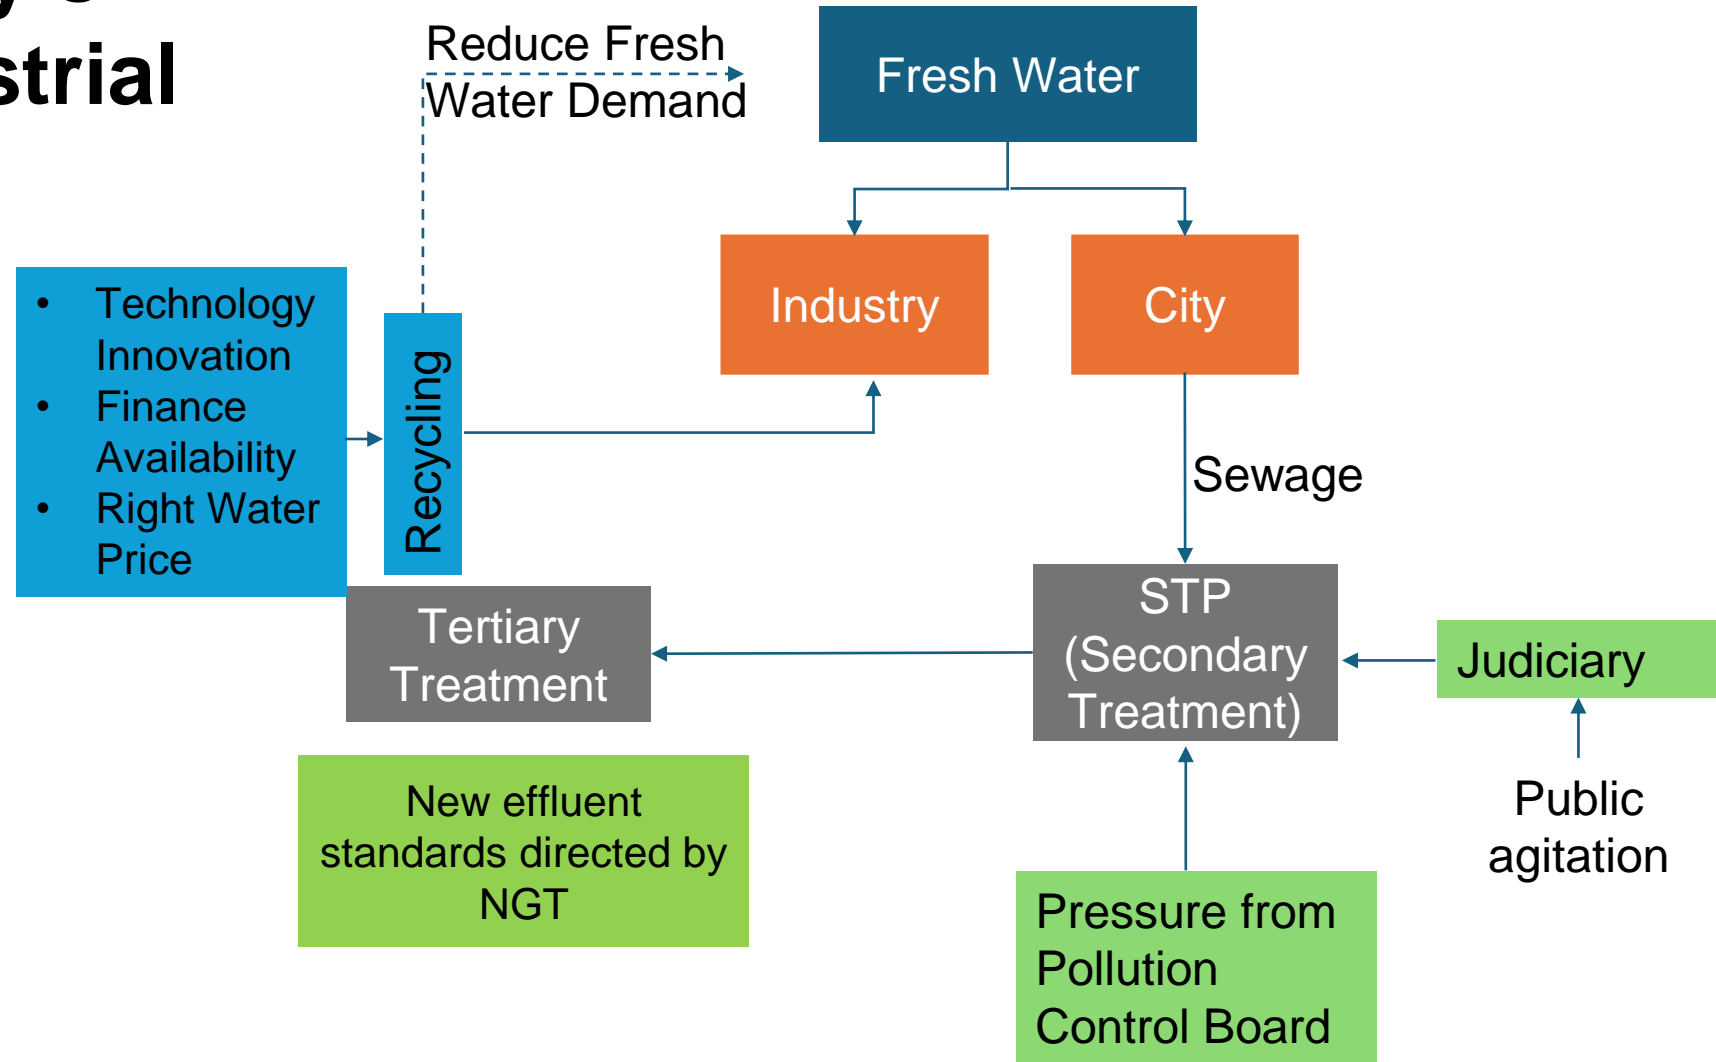 strial
Reduce Fresh
Water Demand
Fresh Water
Industry
City
• Technology
Innovation
• Finance
Availability
• Right Water
Price
Recycling
Sewage
Tertiary
Treatment
STP
(Secondary
Treatment)
Judiciary
New effluent
standards directed by
NGT
Public
agitation
Pressure from
Pollution
Control Board